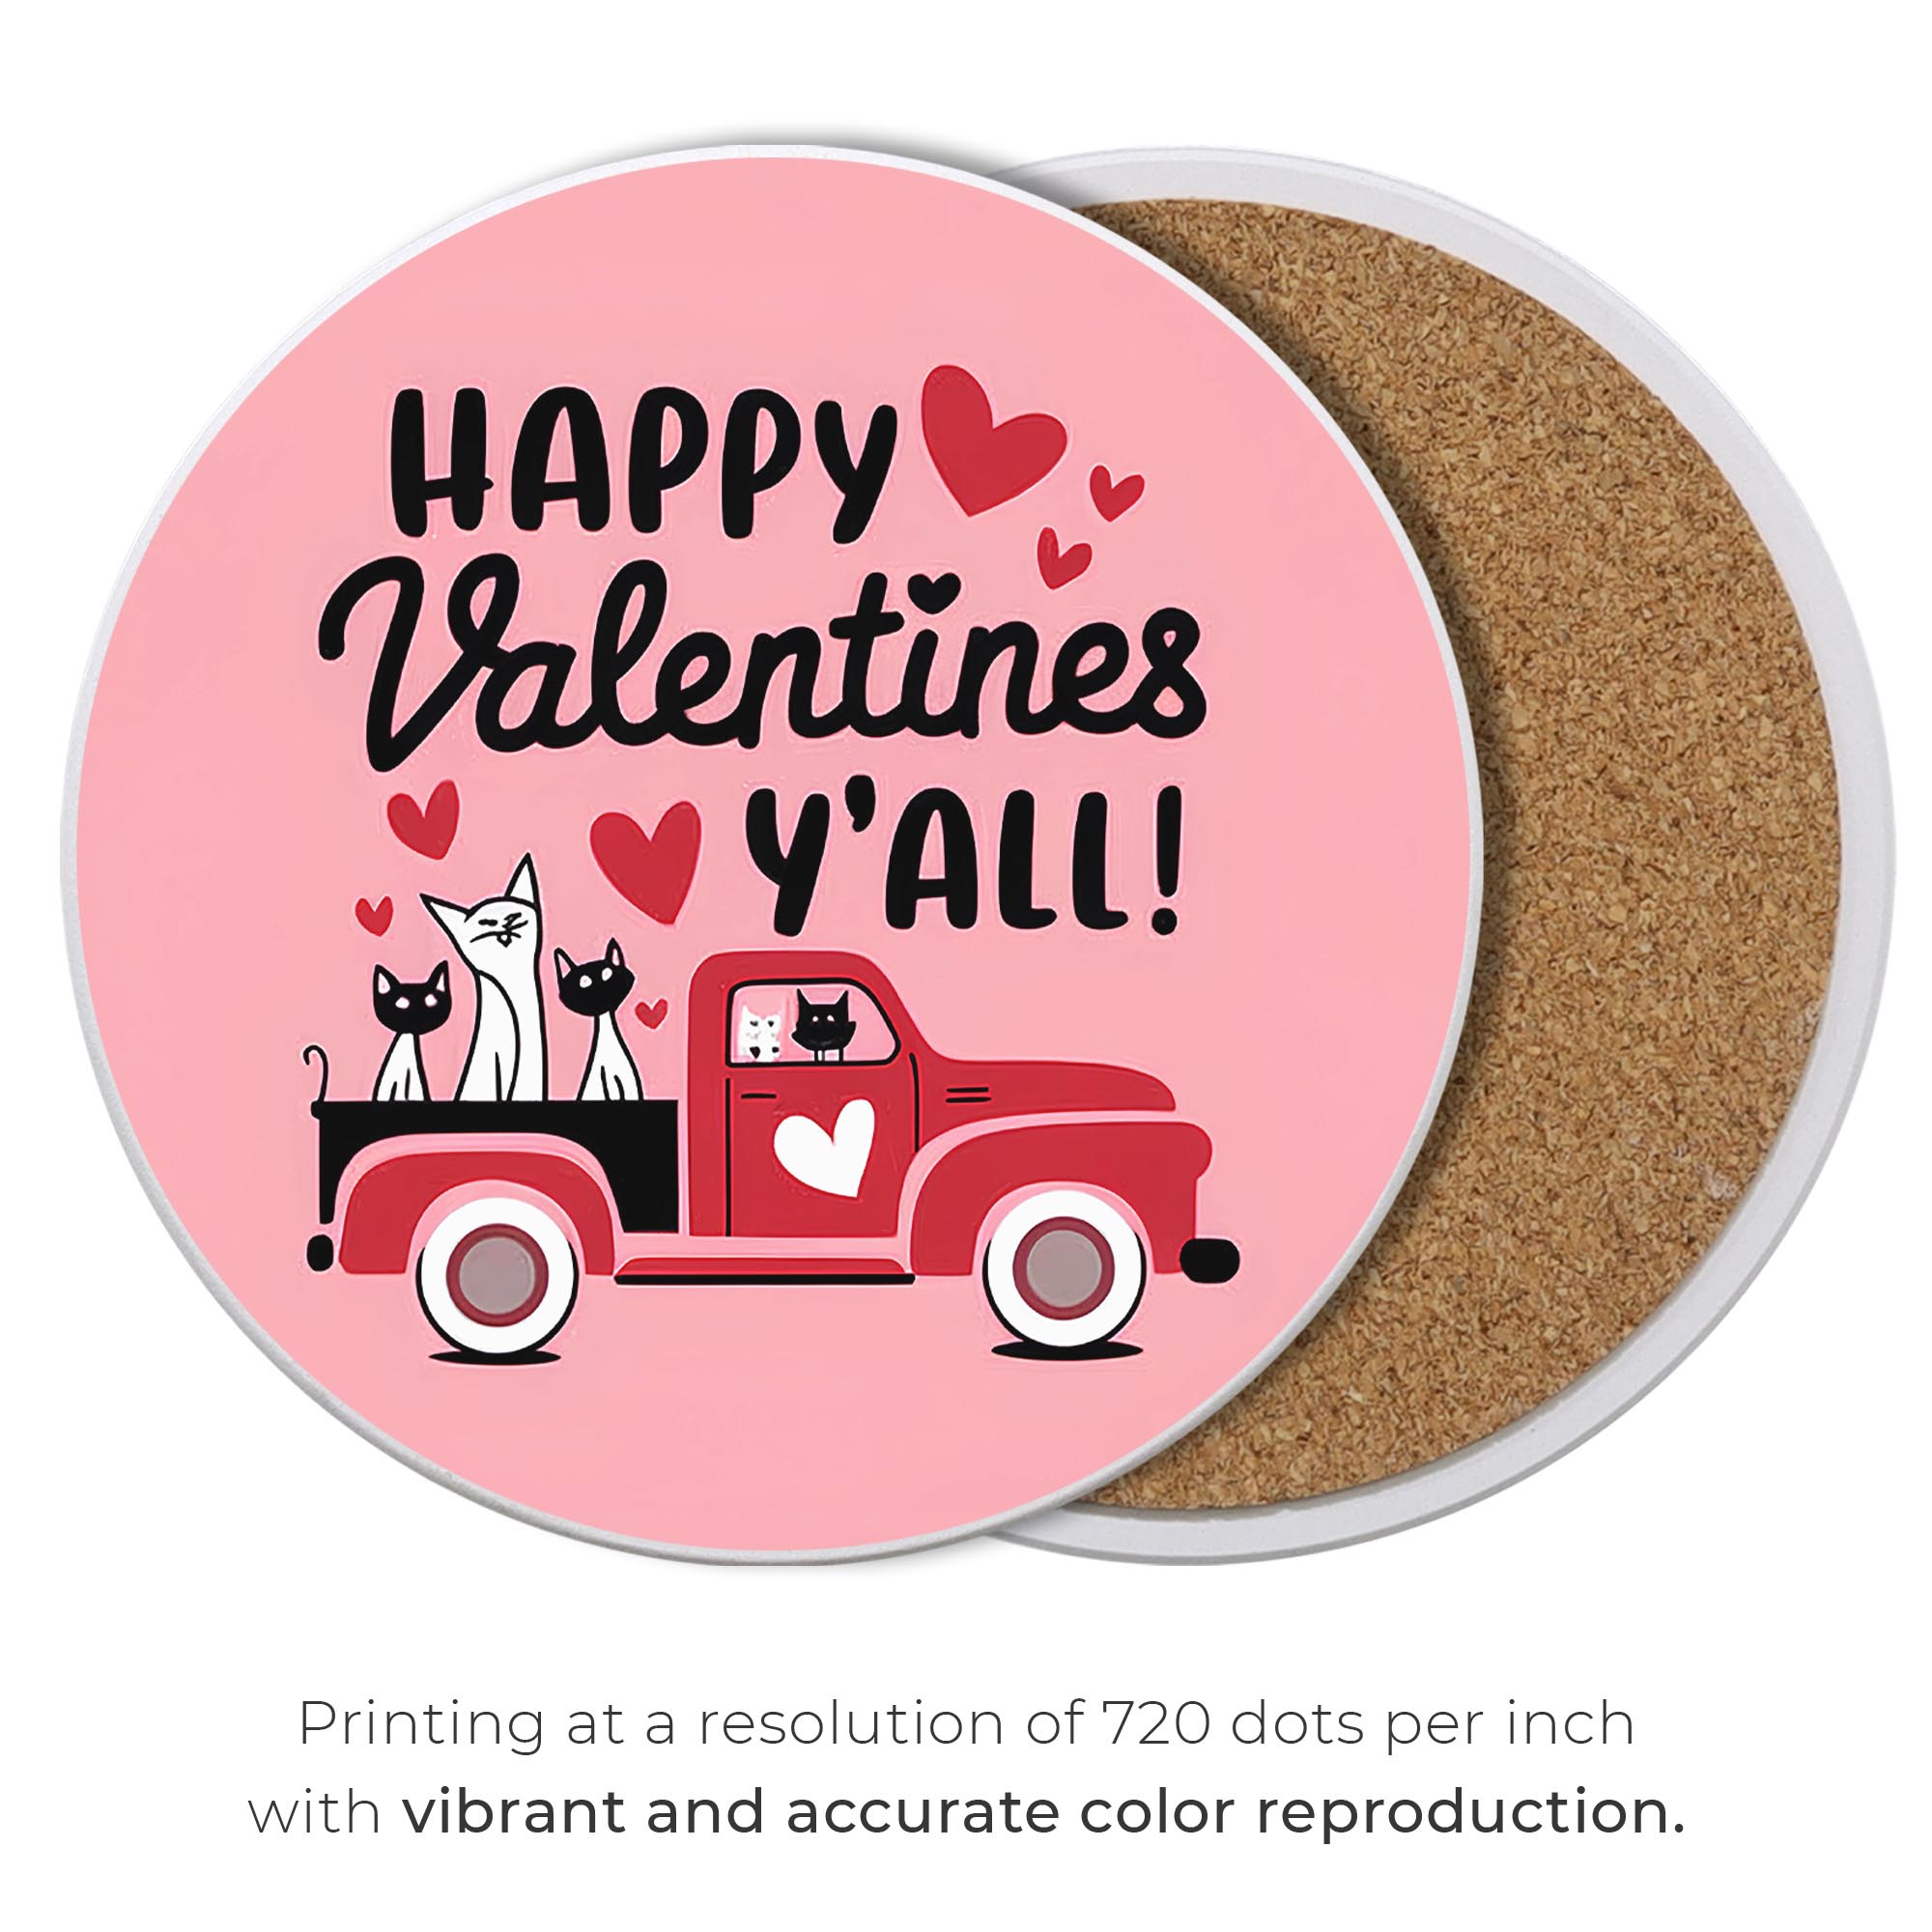 HAPPY
Valentines
Y'ALL!
Printing at a resolution of 720 dots per inch
with vibrant and accurate color reproduction.